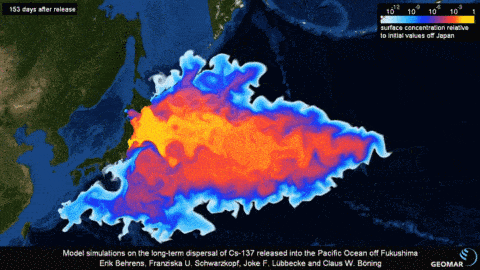 153 days after release
10⁻¹² 10⁻⁹ 10⁻⁶ 10⁻³ 1
surface concentration relative
to initial values off Japan
Model simulations on the long-term dispersal of Cs-137 released into the Pacific Ocean off Fukushima
Erik Behrens, Franziska U. Schwarzkopf, Joke F. Lübbecke and Claus W. Böning
GEOMAR